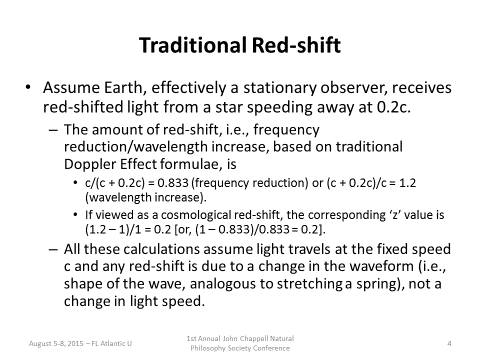 Traditional Red-shift
• Assume Earth, effectively a stationary observer, receives
red-shifted light from a star speeding away at 0.2c.
– The amount of red-shift, i.e., frequency
reduction/wavelength increase, based on traditional
Doppler Effect formulae, is
• c/(c + 0.2c) = 0.833 (frequency reduction) or (c + 0.2c)/c = 1.2
(wavelength increase).
• If viewed as a cosmological red-shift, the corresponding ‘z’ value is
(1.2 – 1)/1 = 0.2 [or, (1 – 0.833)/0.833 = 0.2].
– All these calculations assume light travels at the fixed speed
c and any red-shift is due to a change in the waveform (i.e.,
shape of the wave, analogous to stretching a spring), not a
change in light speed.
August 5-8, 2015 – FL Atlantic U
1st Annual John Chappell Natural
Philosophy Society Conference
4